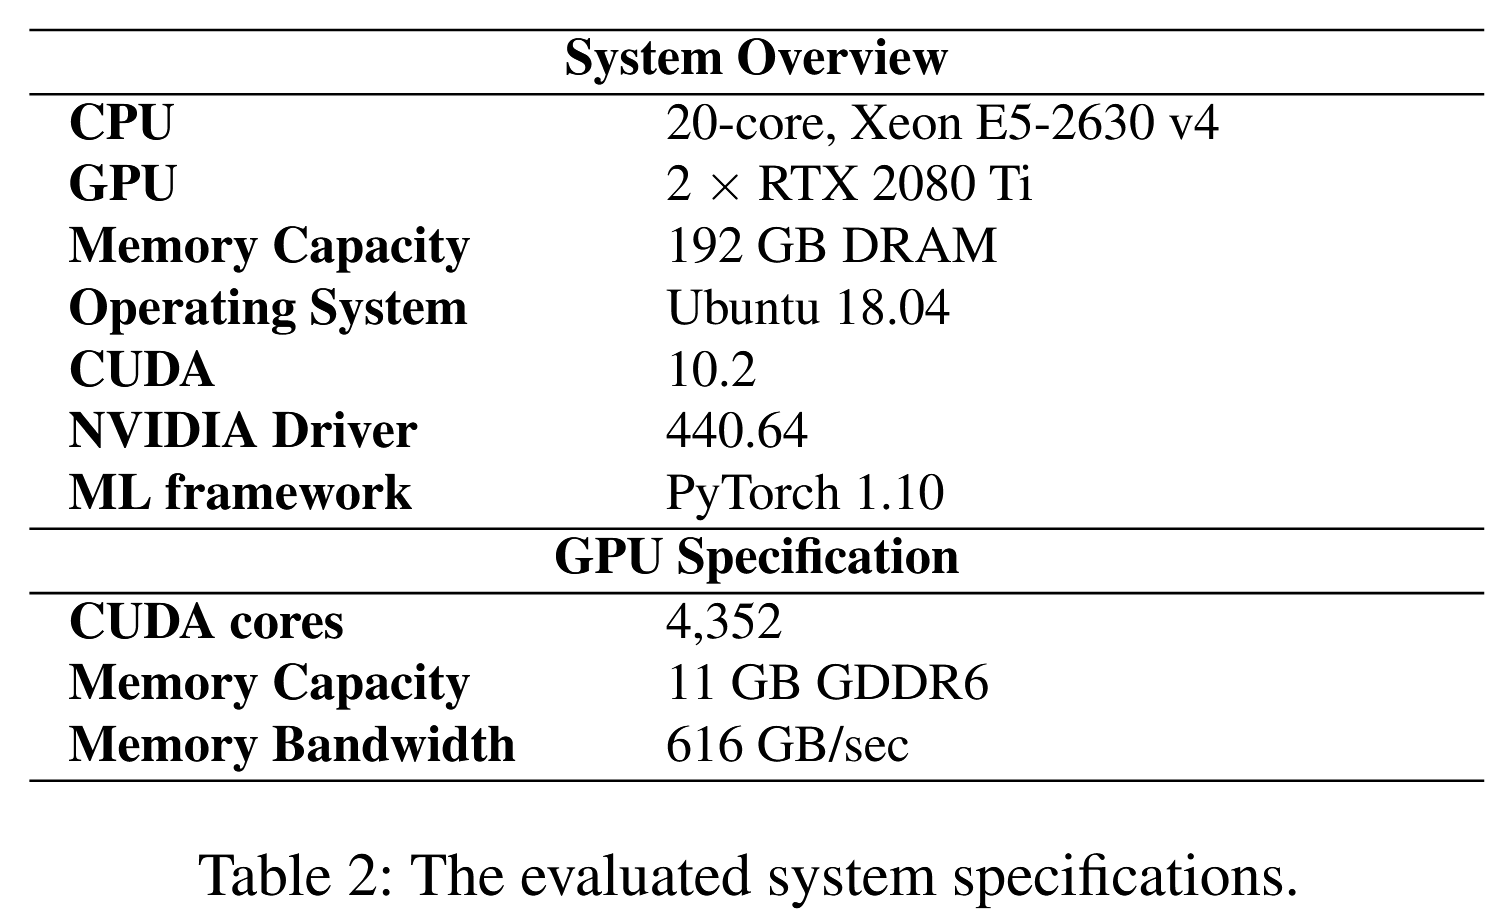 System Overview
CPU 20-core, Xeon E5-2630 v4
GPU 2 × RTX 2080 Ti
Memory Capacity 192 GB DRAM
Operating System Ubuntu 18.04
CUDA 10.2
NVIDIA Driver 440.64
ML framework PyTorch 1.10
GPU Specification
CUDA cores 4,352
Memory Capacity 11 GB GDDR6
Memory Bandwidth 616 GB/sec
Table 2: The evaluated system specifications.